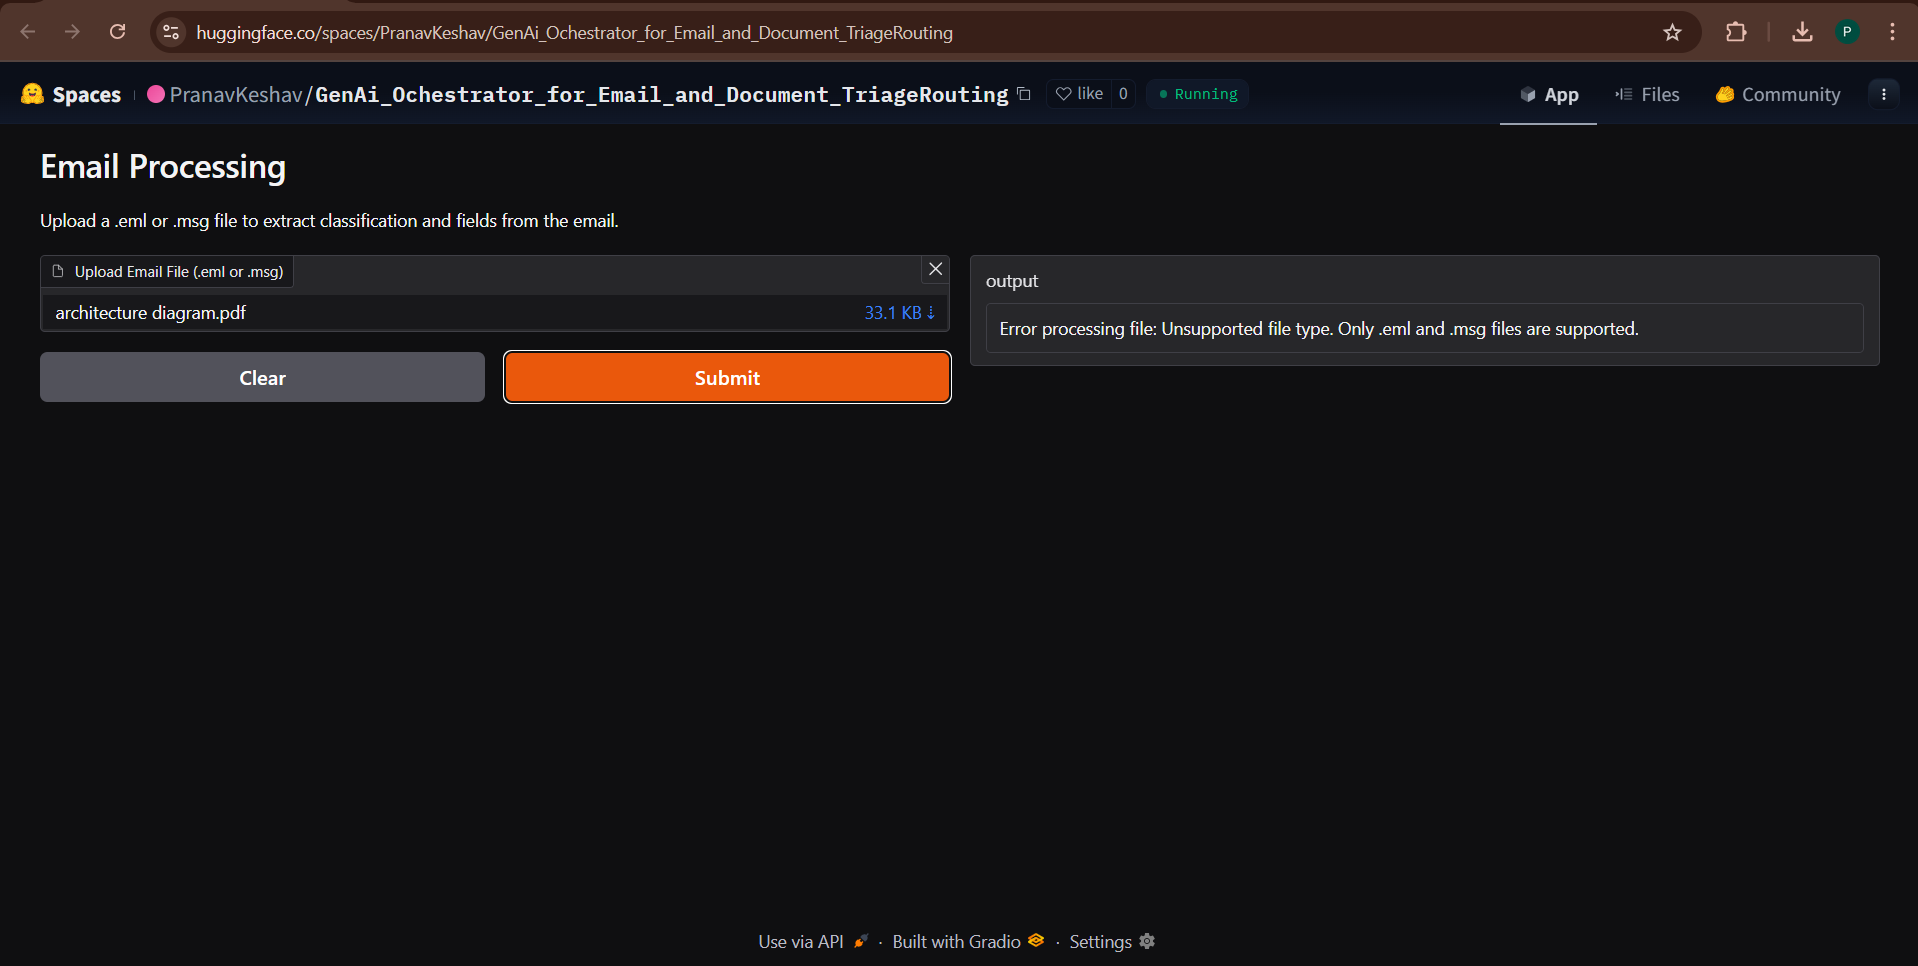 huggingface.co/spaces/PranavKeshav/GenAi_Ochestrator_for_Email_and_Document_TriageRouting
P
Spaces PranavKeshav/GenAi_Ochestrator_for_Email_and_Document_TriageRouting like 0 Running App Files Community
Email Processing
Upload a .eml or .msg file to extract classification and fields from the email.
Upload Email File (.eml or .msg)
architecture diagram.pdf 33.1 KB ↓
Clear Submit
output
Error processing file: Unsupported file type. Only .eml and .msg files are supported.
Use via API · Built with Gradio · Settings